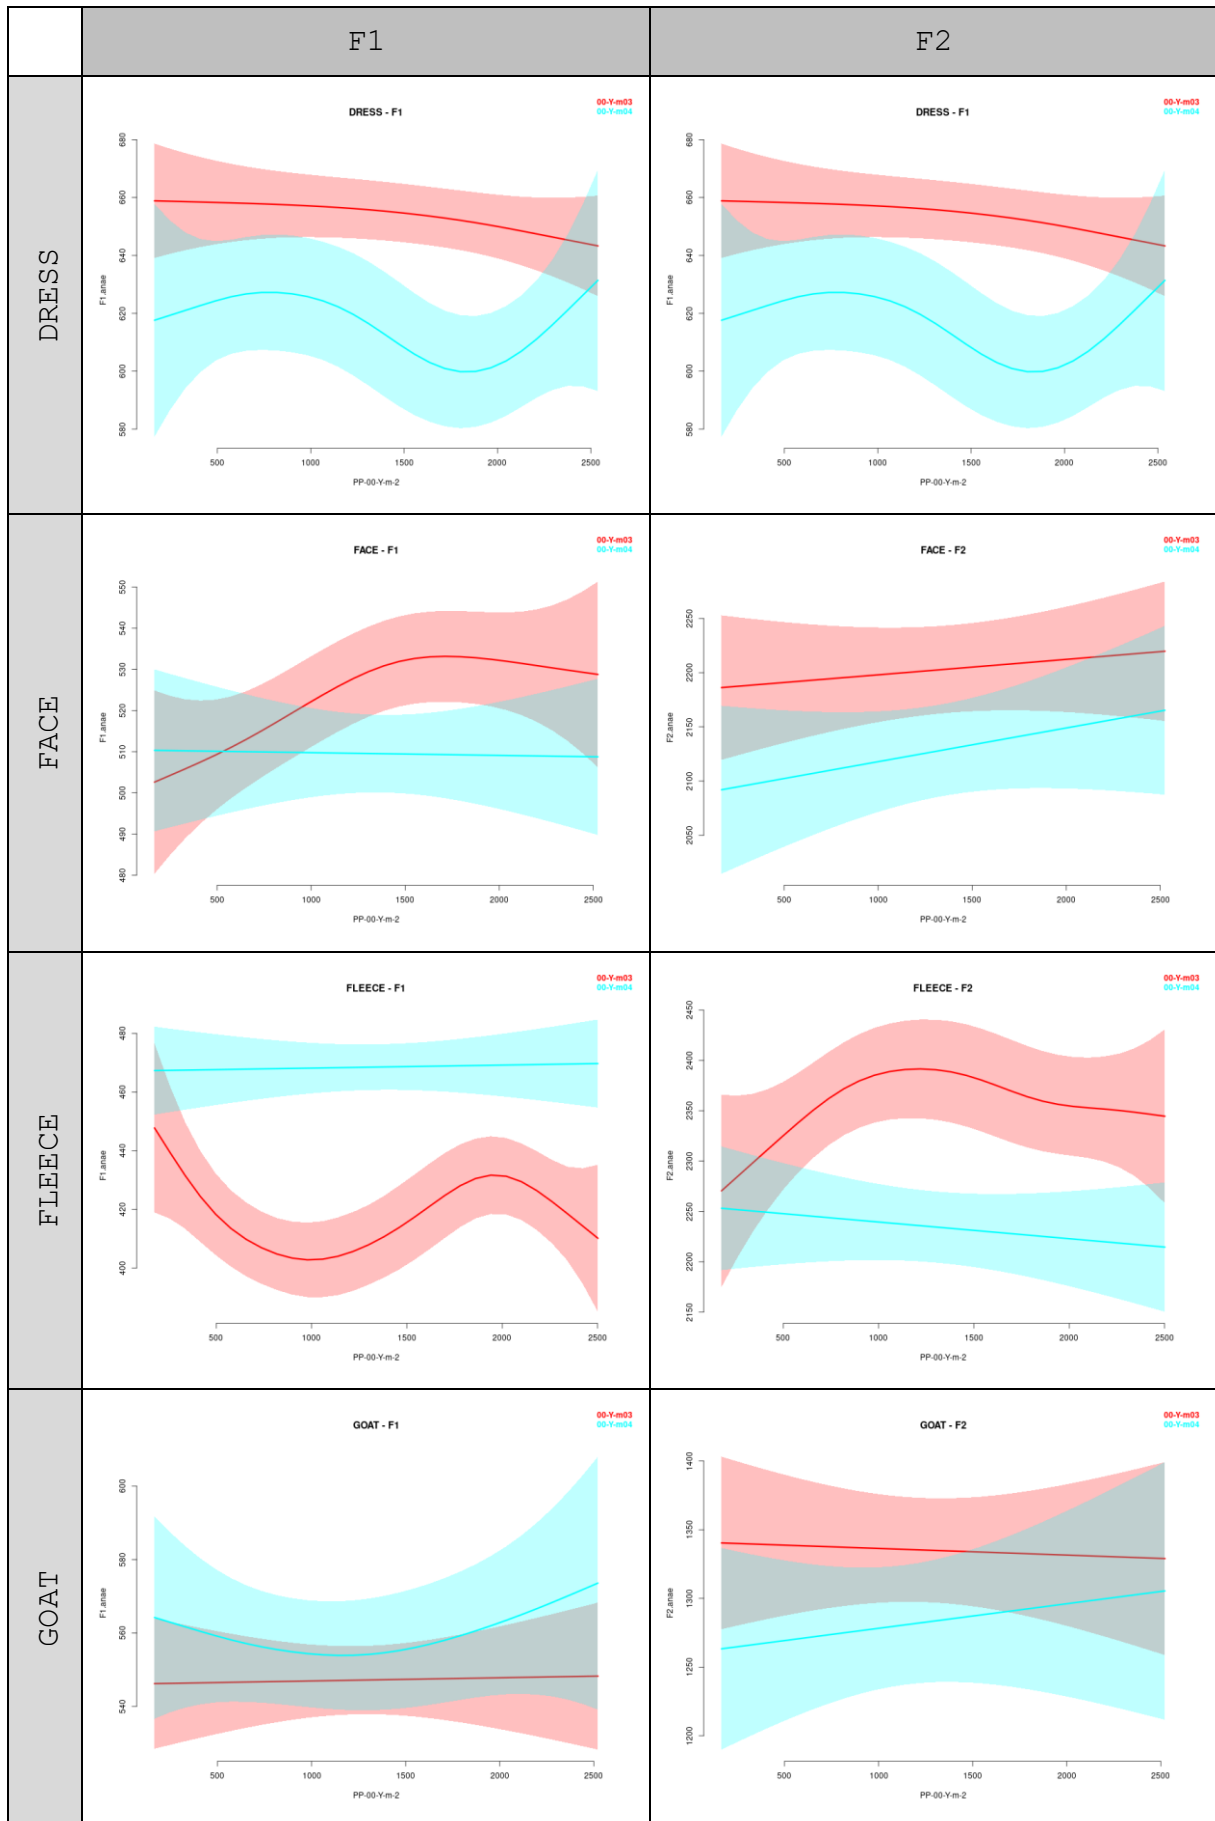 F1
F2
DRESS
DRESS - F1
00-Y-m03
00-Y-m04
F1.anae
680
660
640
620
600
580
500 1000 1500 2000 2500
PP-00-Y-m-2
DRESS - F1
00-Y-m03
00-Y-m04
F1.anae
680
660
640
620
600
580
500 1000 1500 2000 2500
PP-00-Y-m-2
FACE
FACE - F1
00-Y-m03
00-Y-m04
F1.anae
550
540
530
520
510
500
490
480
500 1000 1500 2000 2500
PP-00-Y-m-2
FACE - F2
00-Y-m03
00-Y-m04
F2.anae
2250
2200
2150
2100
2050
500 1000 1500 2000 2500
PP-00-Y-m-2
FLEECE
FLEECE - F1
00-Y-m03
00-Y-m04
F1.anae
480
460
440
420
400
500 1000 1500 2000 2500
PP-00-Y-m-2
FLEECE - F2
00-Y-m03
00-Y-m04
F2.anae
2450
2400
2350
2300
2250
2200
2150
500 1000 1500 2000 2500
PP-00-Y-m-2
GOAT
GOAT - F1
00-Y-m03
00-Y-m04
F1.anae
600
580
560
540
500 1000 1500 2000 2500
PP-00-Y-m-2
GOAT - F2
00-Y-m03
00-Y-m04
F2.anae
1400
1350
1300
1250
1200
500 1000 1500 2000 2500
PP-00-Y-m-2